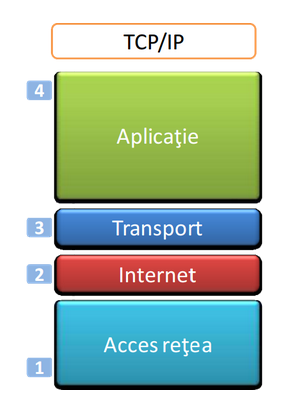 TCP/IP
4
Aplicaţie
3
Transport
2
Internet
Acces reţea
1